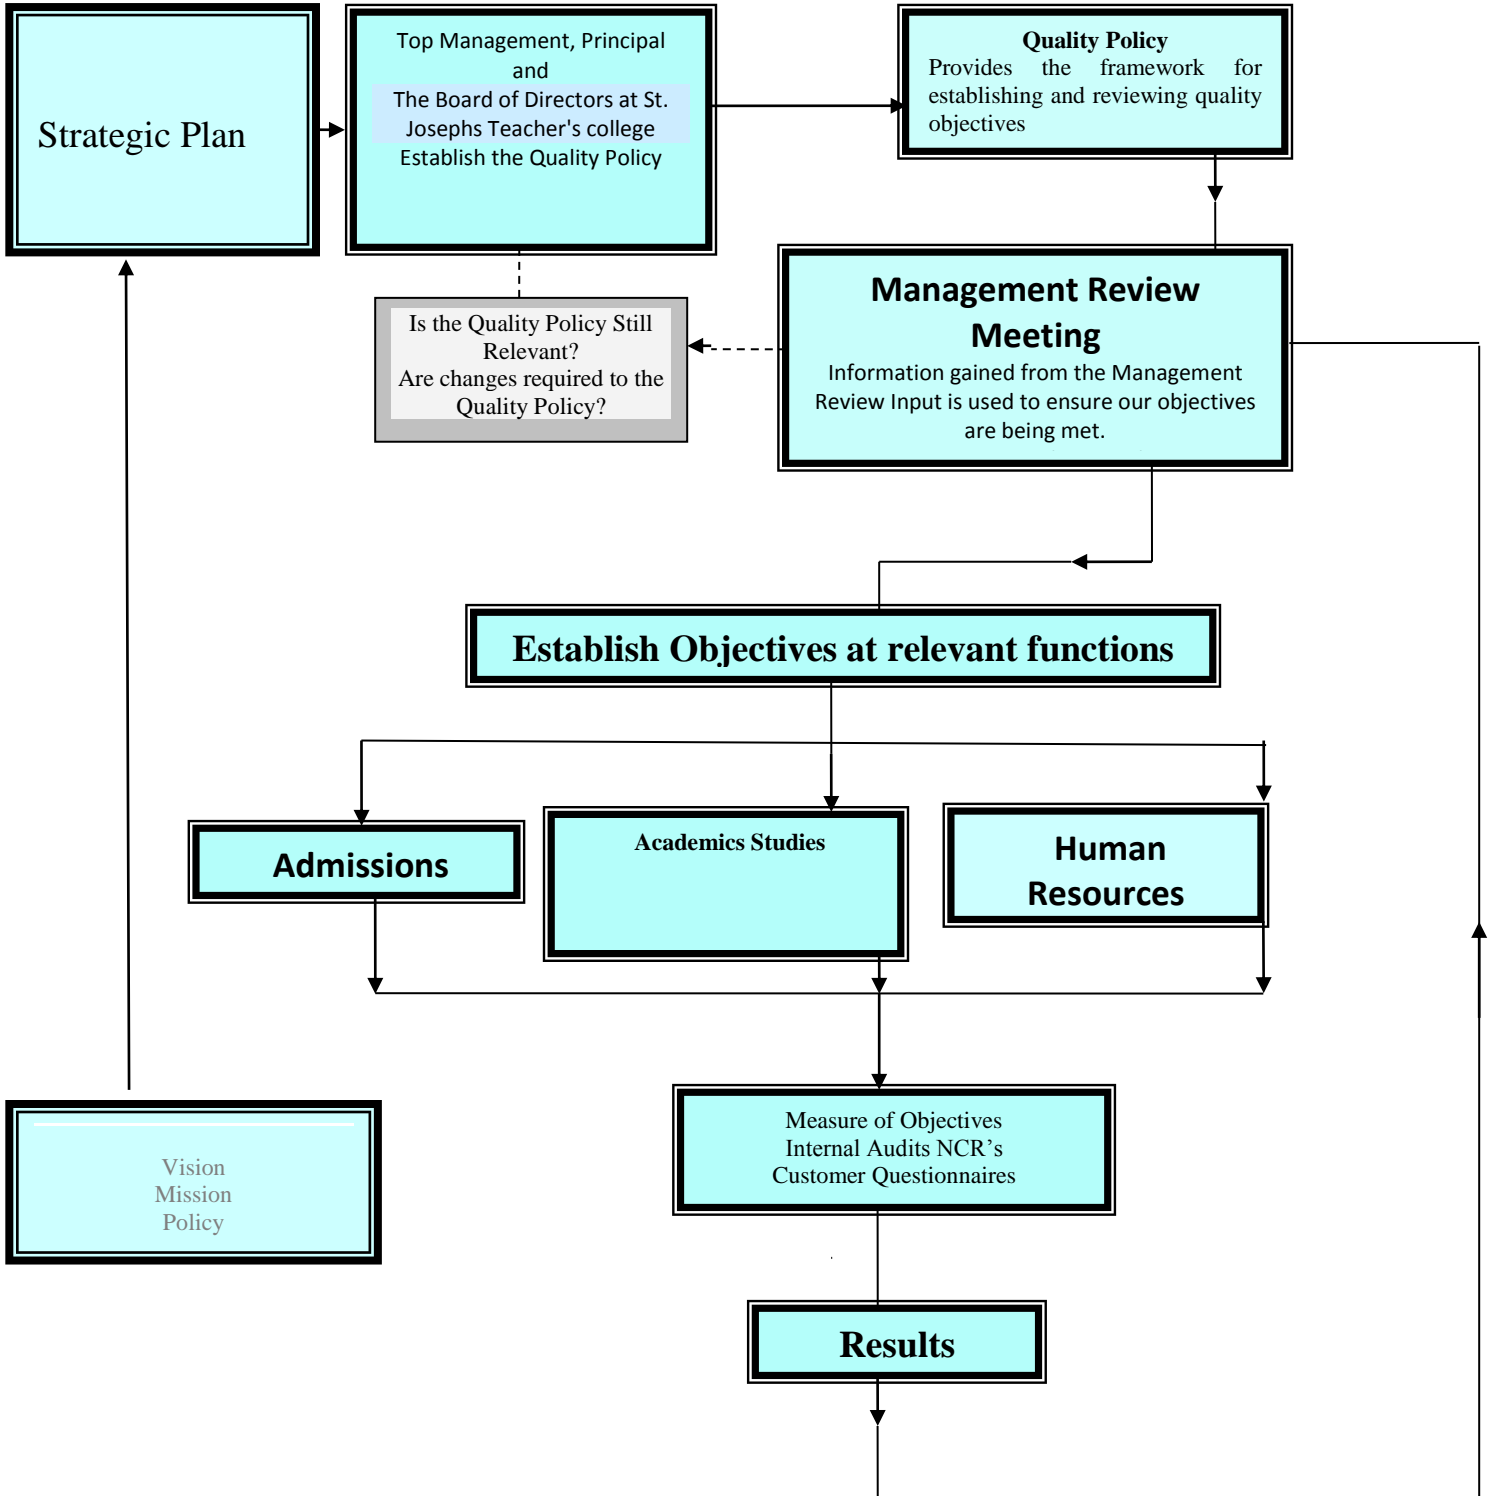 Strategic Plan
Top Management, Principal
and
The Board of Directors at St.
Josephs Teacher's college
Establish the Quality Policy
Quality Policy
Provides the framework for
establishing and reviewing quality
objectives
Is the Quality Policy Still
Relevant?
Are changes required to the
Quality Policy?
Management Review
Meeting
Information gained from the Management
Review Input is used to ensure our objectives
are being met.
Establish Objectives at relevant functions
Admissions
Academics Studies
Human
Resources
Measure of Objectives
Internal Audits NCR’s
Customer Questionnaires
Vision
Mission
Policy
Results